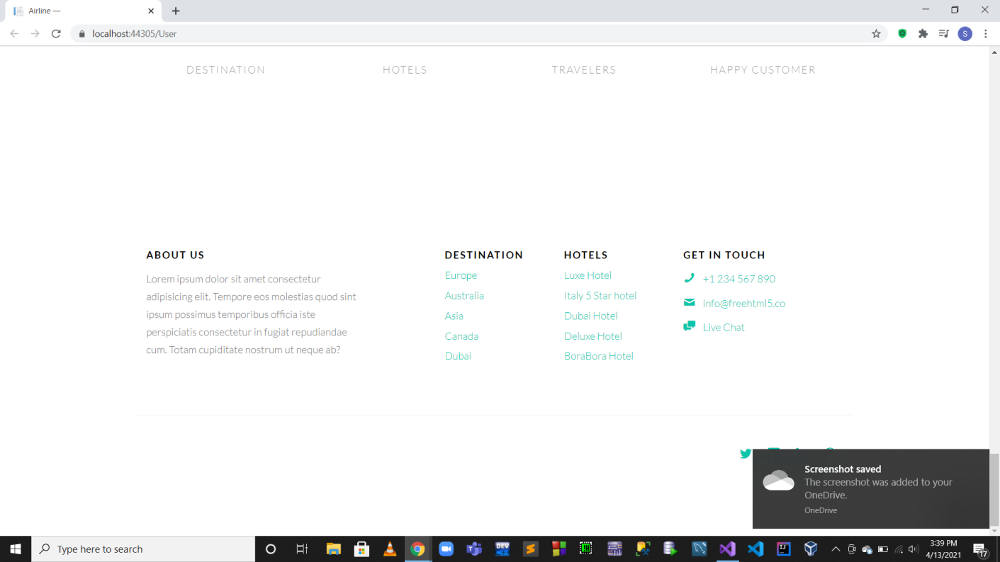 Airline —
localhost:44305/User
S
DESTINATION HOTELS TRAVELERS HAPPY CUSTOMER
ABOUT US
Lorem ipsum dolor sit amet consectetur
adipisicing elit. Tempore eos molestias quod sint
ipsum possimus temporibus officia iste
perspiciatis consectetur in fugiat repudiandae
cum. Totam cupiditate nostrum ut neque ab?
DESTINATION
Europe
Australia
Asia
Canada
Dubai
HOTELS
Luxe Hotel
Italy 5 Star hotel
Dubai Hotel
Deluxe Hotel
BoraBora Hotel
GET IN TOUCH
+1 234 567 890
info@freehtml5.co
Live Chat
Screenshot saved
The screenshot was added to your
OneDrive.
OneDrive
Type here to search
DEV
IJ
3:39 PM
4/13/2021
17